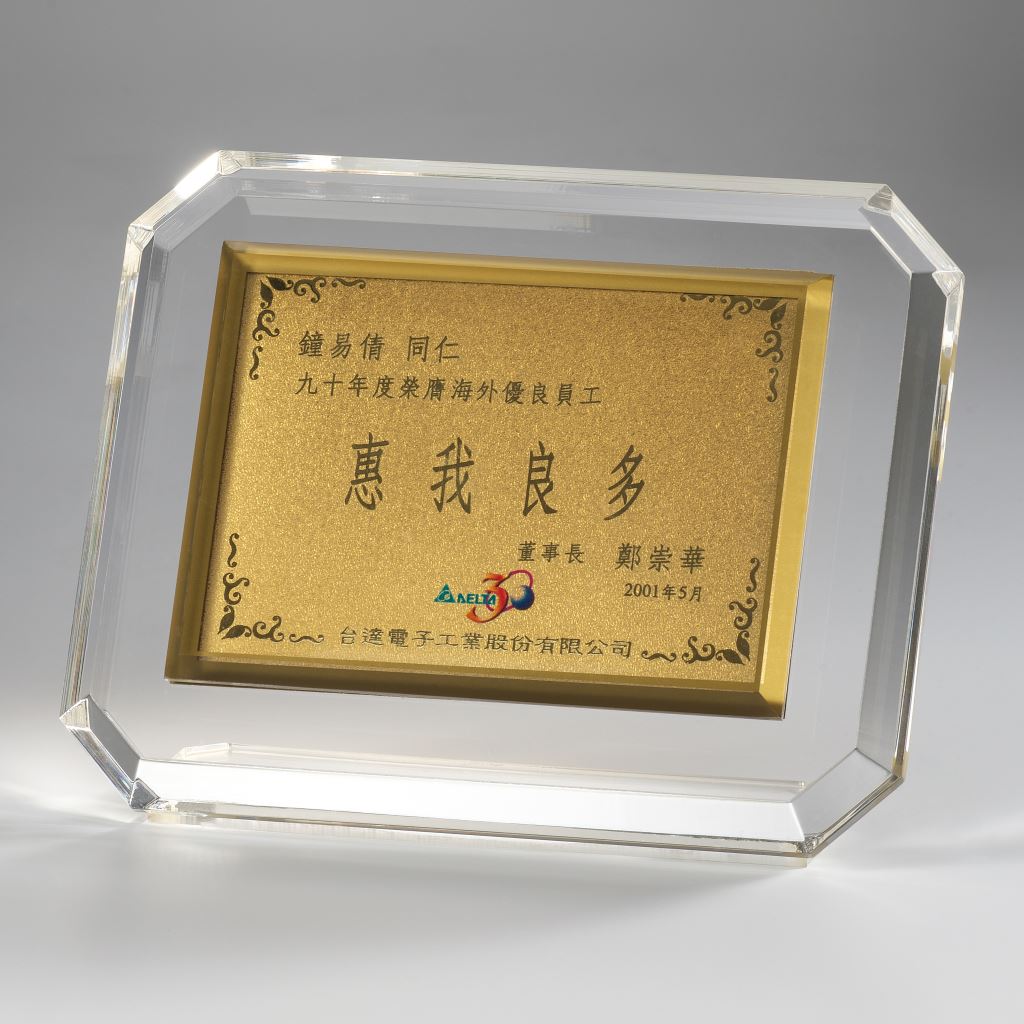 鐘易倩 同仁
九十年度榮膺海外優良員工
惠我良多
董事長 鄭崇華
2001年5月
DELTA 30
台達電子工業股份有限公司